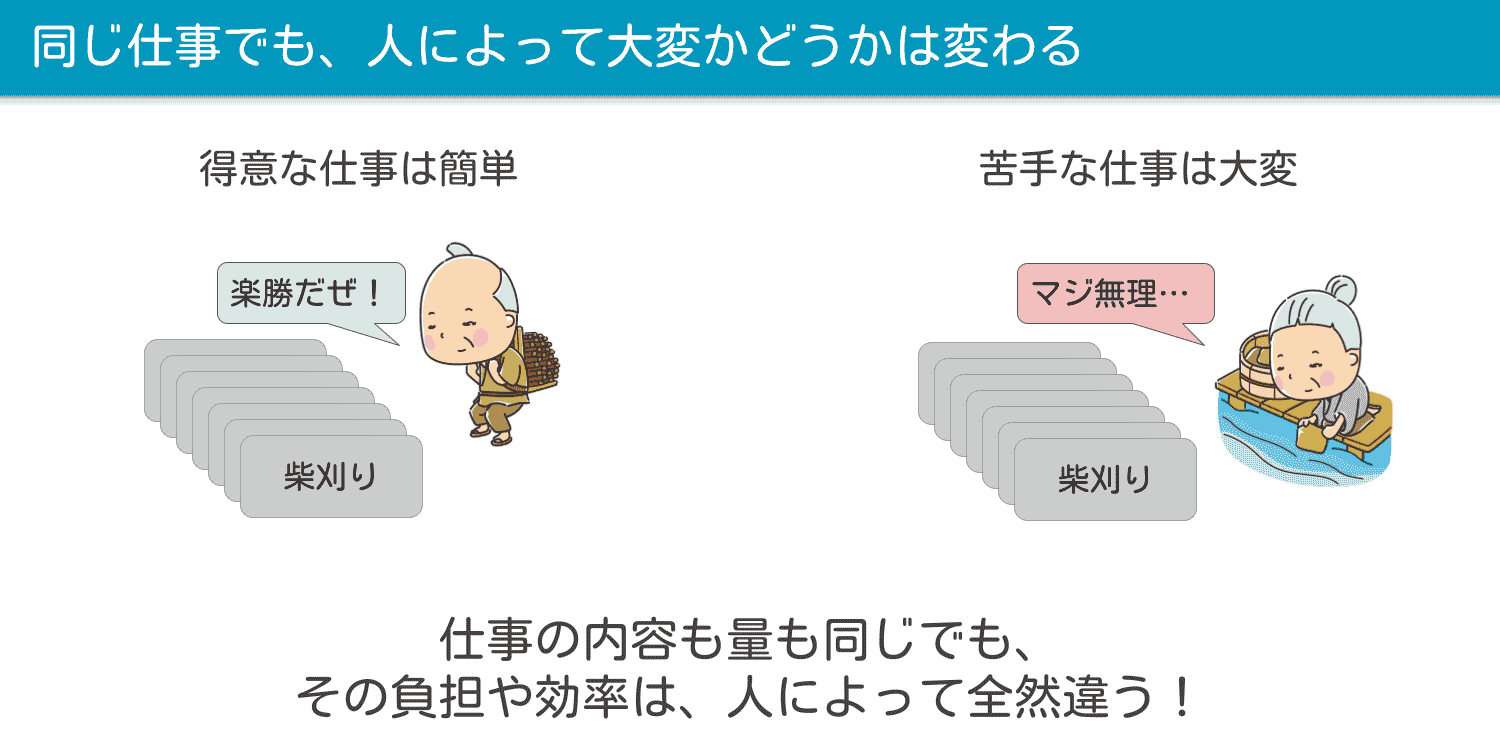 同じ仕事でも、人によって大変かどうかは変わる
得意な仕事は簡単
楽勝だぜ！
柴刈り
苦手な仕事は大変
マジ無理…
柴刈り
仕事の内容も量も同じでも、
その負担や効率は、人によって全然違う！